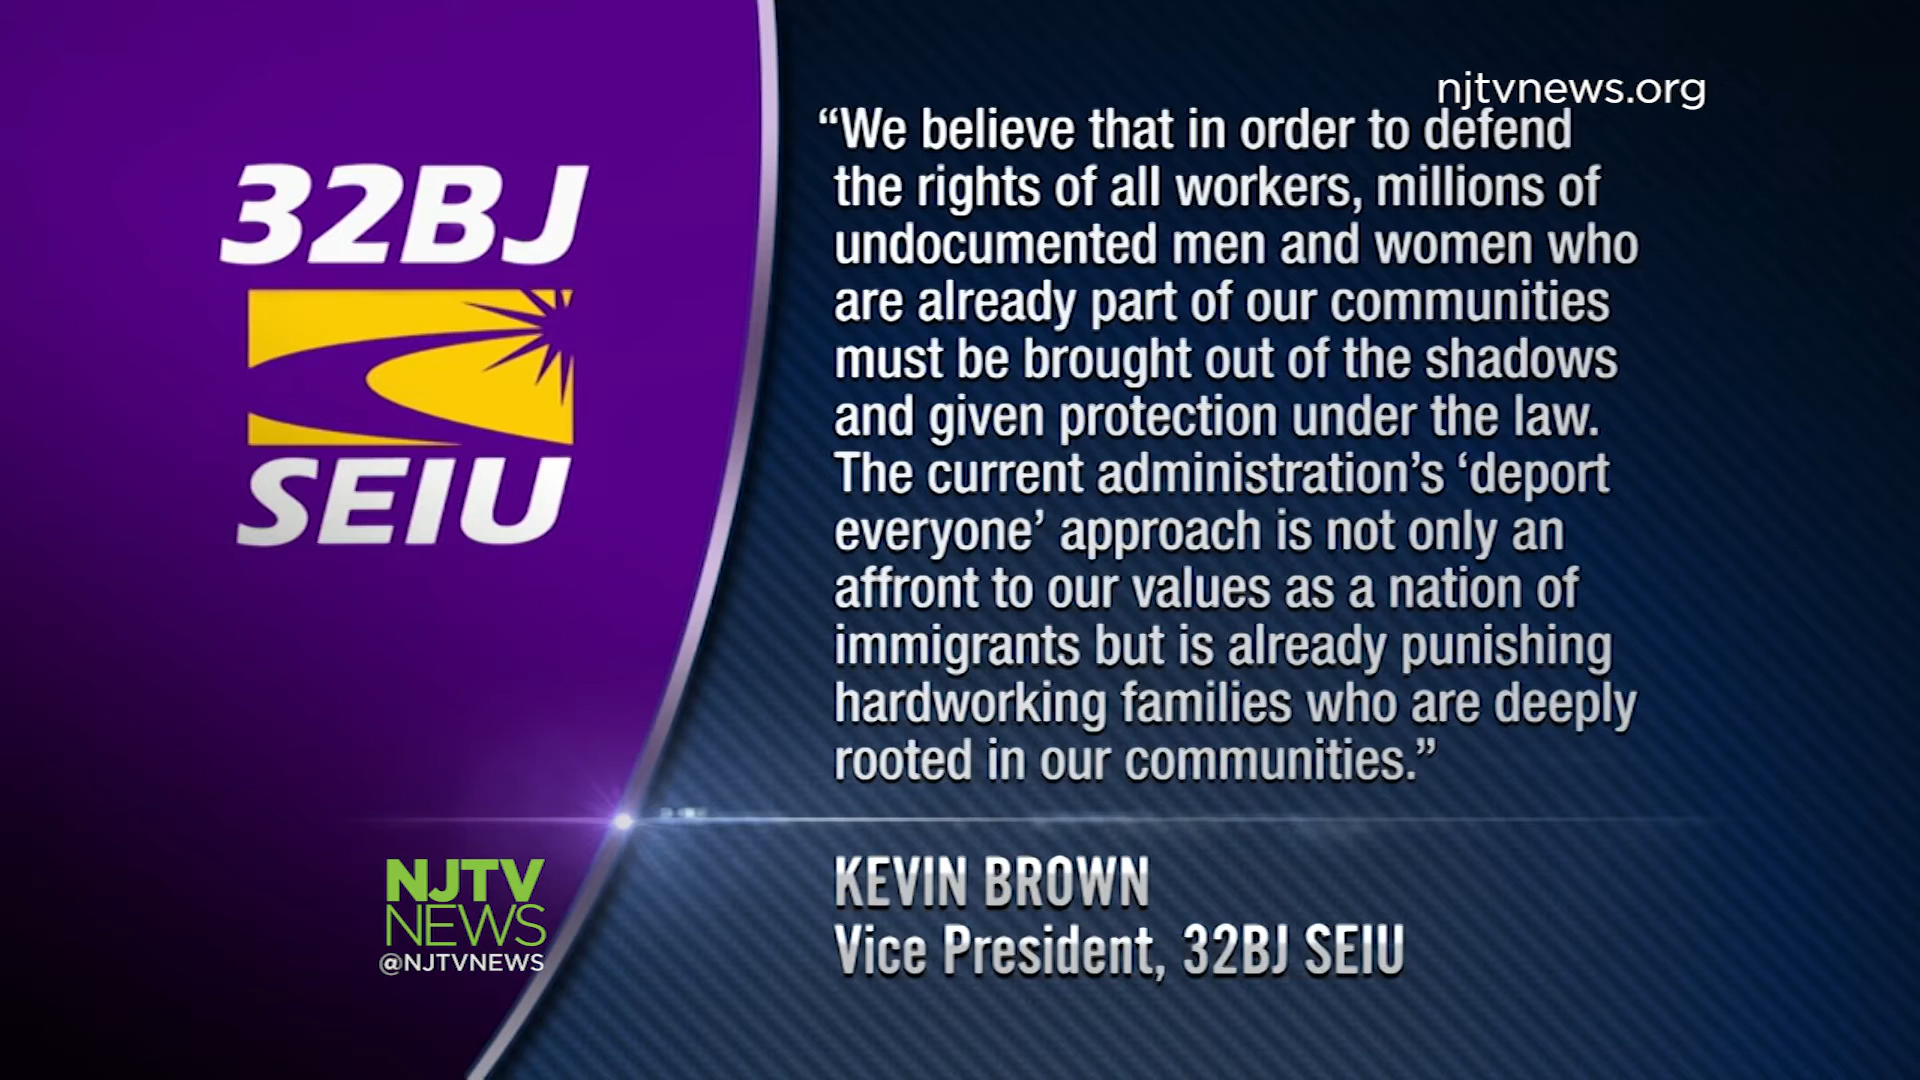 njtvnews.org
32BJ
SEIU
“We believe that in order to defend
the rights of all workers, millions of
undocumented men and women who
are already part of our communities
must be brought out of the shadows
and given protection under the law.
The current administration’s ‘deport
everyone’ approach is not only an
affront to our values as a nation of
immigrants but is already punishing
hardworking families who are deeply
rooted in our communities.”
KEVIN BROWN
Vice President, 32BJ SEIU
NJTV
NEWS
@NJTVNEWS